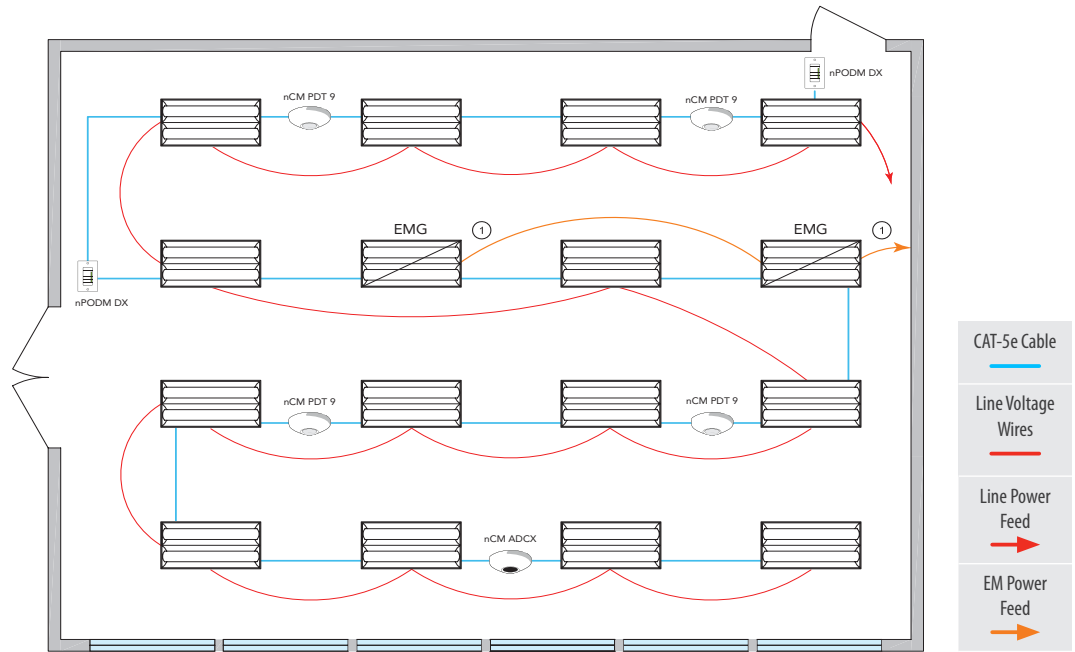 nPODM DX
nCM PDT 9
nCM PDT 9
EMG
1
EMG
1
nPODM DX
nCM PDT 9
nCM PDT 9
nCM ADCX
CAT-5e Cable
Line Voltage
Wires
Line Power
Feed
EM Power
Feed